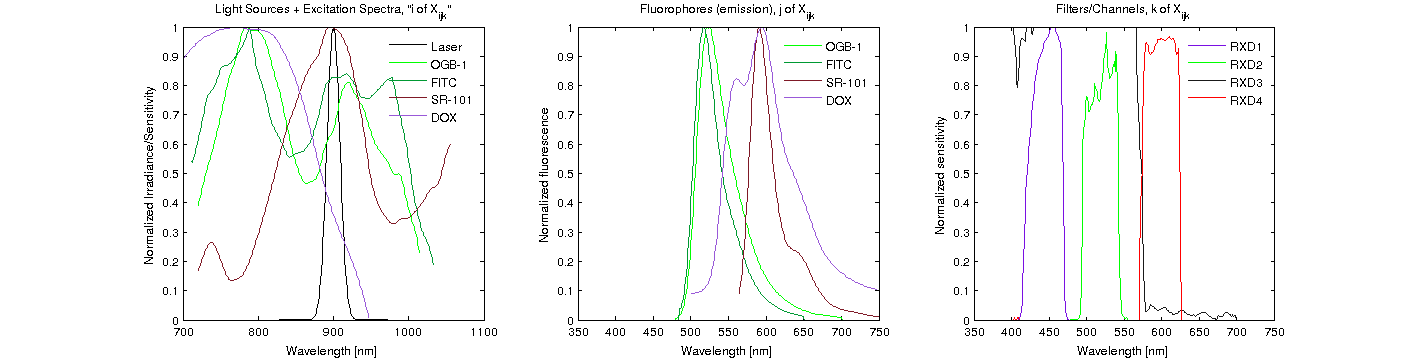 Light Sources + Excitation Spectra, "i of Xijk"
Normalized Irradiance/Sensitivity
1
0.9
0.8
0.7
0.6
0.5
0.4
0.3
0.2
0.1
0
Laser
OGB-1
FITC
SR-101
DOX
700 800 900 1000 1100
Wavelength [nm]
Fluorophores (emission), j of Xijk
Normalized fluorescence
1
0.9
0.8
0.7
0.6
0.5
0.4
0.3
0.2
0.1
0
OGB-1
FITC
SR-101
DOX
350 400 450 500 550 600 650 700 750
Wavelength [nm]
Filters/Channels, k of Xijk
Normalized sensitivity
1
0.9
0.8
0.7
0.6
0.5
0.4
0.3
0.2
0.1
0
RXD1
RXD2
RXD3
RXD4
350 400 450 500 550 600 650 700 750
Wavelength [nm]